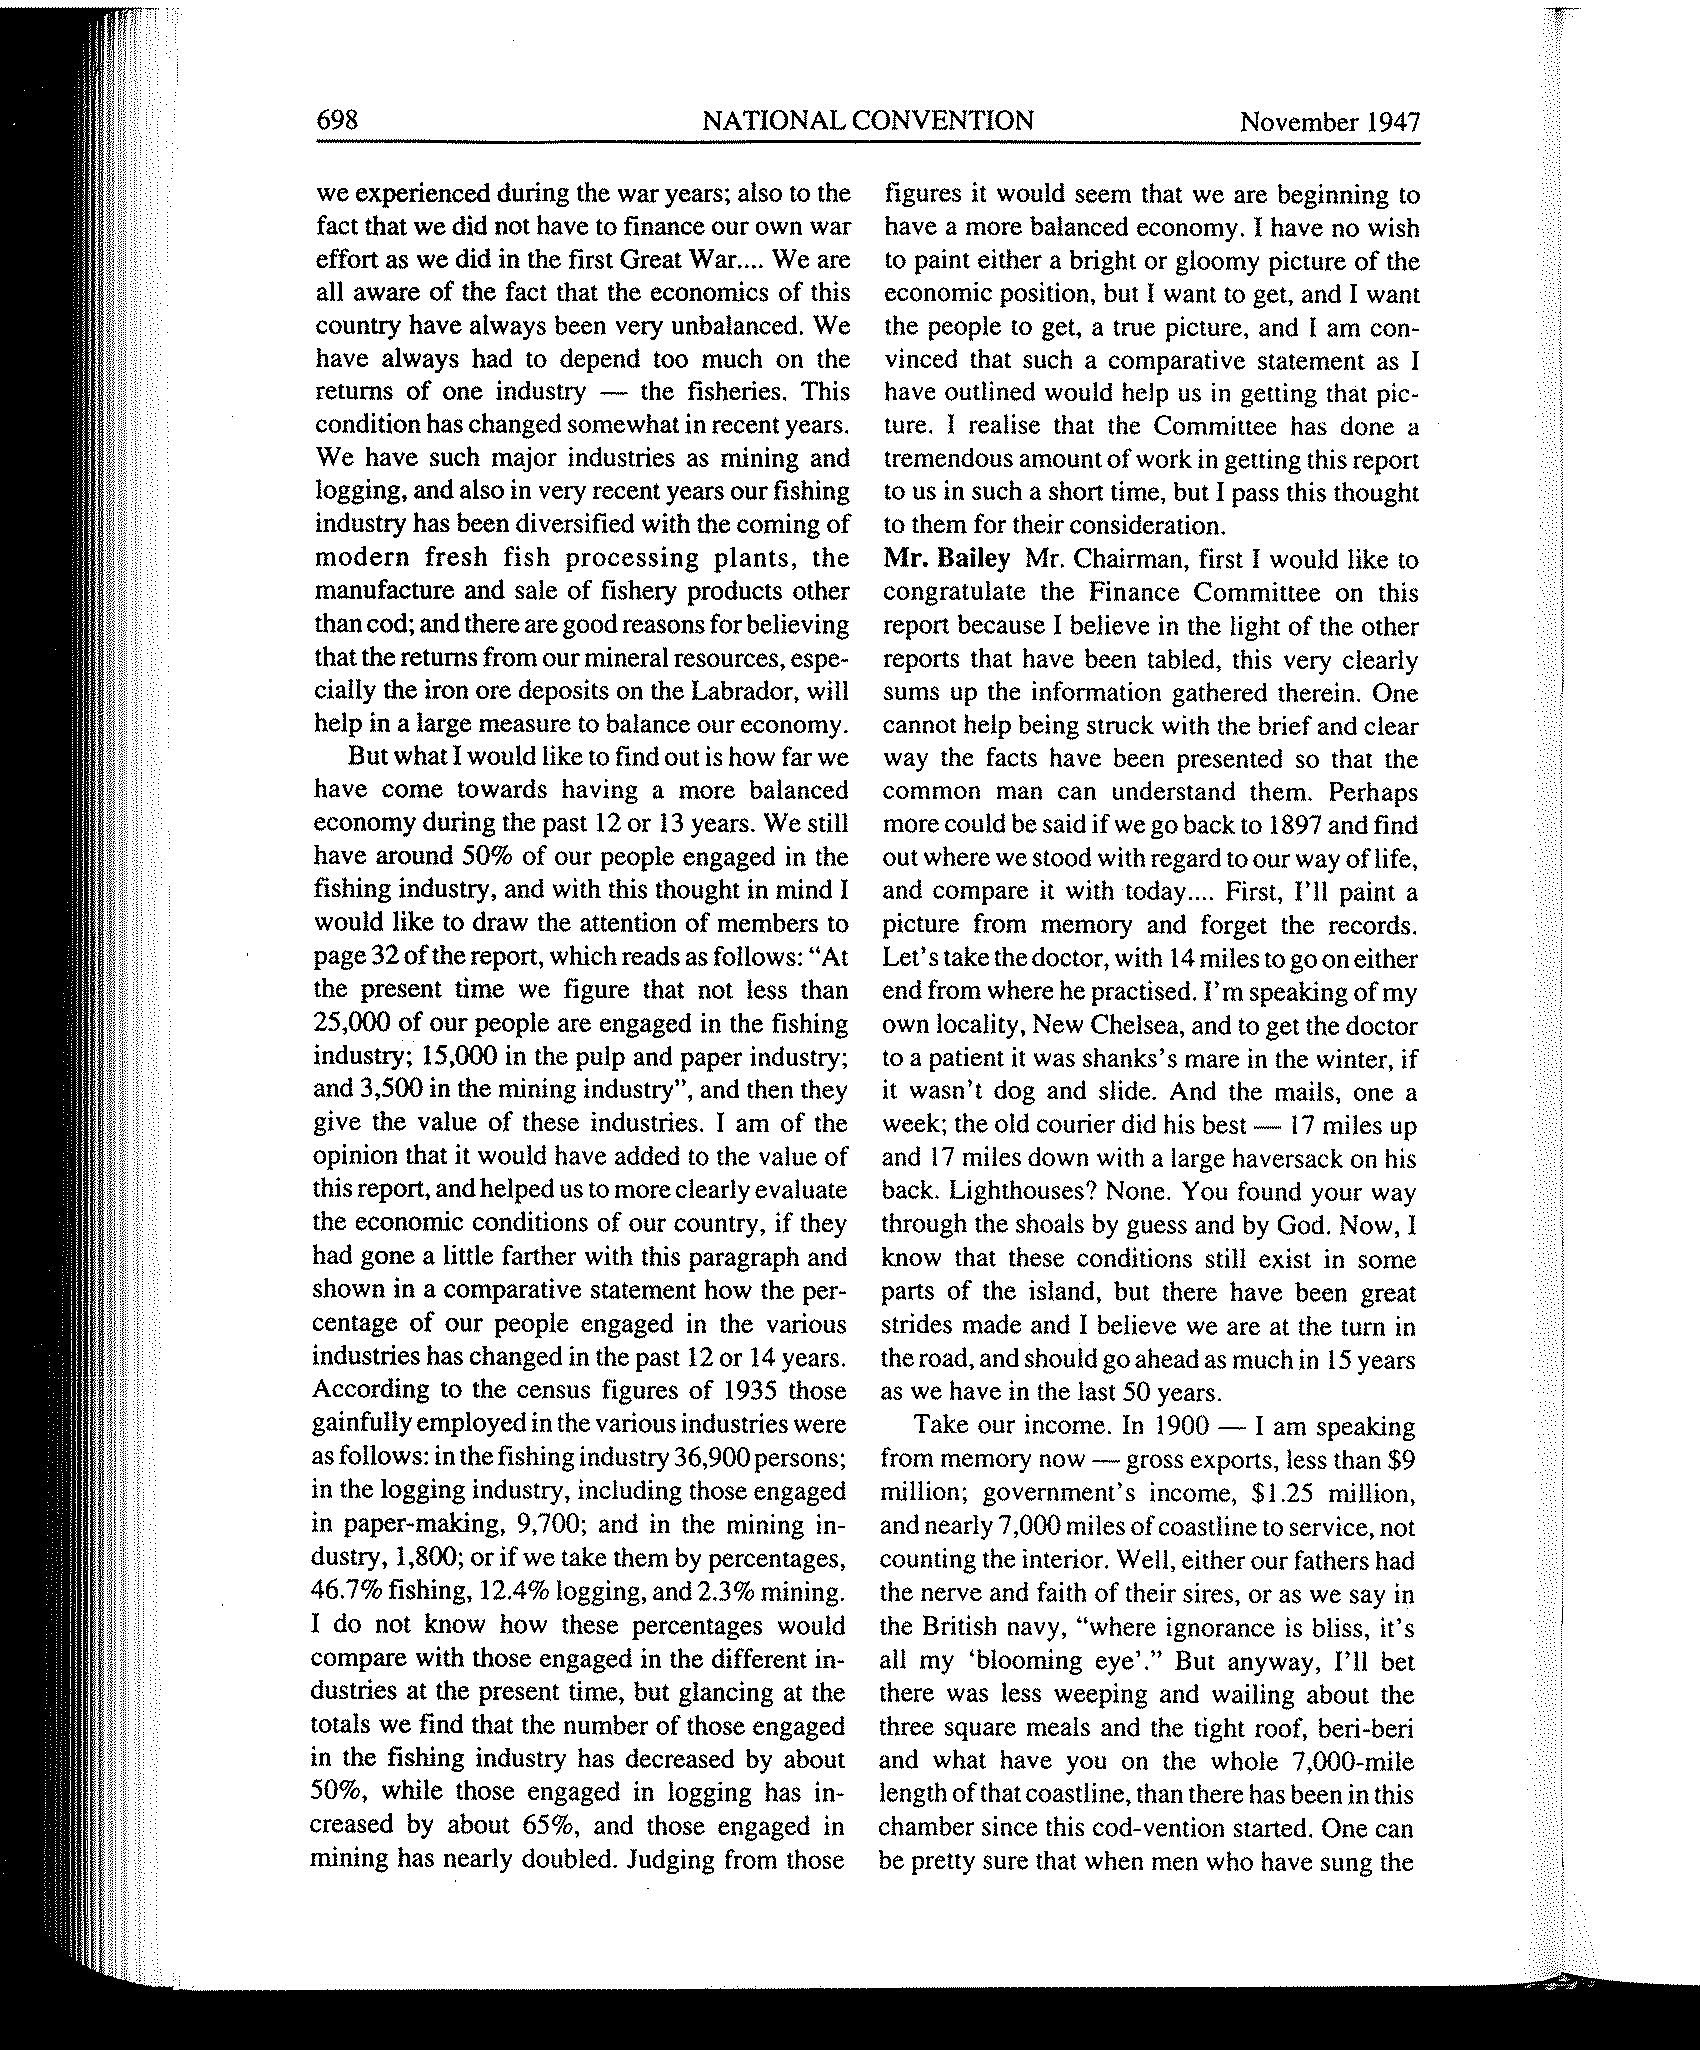 698 NATIONAL CONVENTION November 1947
we experienced during the war years; also to the
fact that we did not have to finance our own war
effort as we did in the first Great War.... We are
all aware of the fact that the economics of this
country have always been very unbalanced. We
have always had to depend too much on the
returns of one industry — the fisheries. This
condition has changed somewhat in recent years.
We have such major industries as mining and
logging, and also in very recent years our fishing
industry has been diversified with the coming of
modern fresh fish processing plants, the
manufacture and sale of fishery products other
than cod; and there are good reasons for believing
that the returns from our mineral resources, espe-
cially the iron ore deposits on the Labrador, will
help in a large measure to balance our economy.
But what I would like to find out is how far we
have come towards having a more balanced
economy during the past 12 or 13 years. We still
have around 50% of our people engaged in the
fishing industry, and with this thought in mind I
would like to draw the attention of members to
page 32 of the report, which reads as follows: “At
the present time we figure that not less than
25,000 of our people are engaged in the fishing
industry; 15,000 in the pulp and paper industry;
and 3,500 in the mining industry”, and then they
give the value of these industries. I am of the
opinion that it would have added to the value of
this report, and helped us to more clearly evaluate
the economic conditions of our country, if they
had gone a little farther with this paragraph and
shown in a comparative statement how the per-
centage of our people engaged in the various
industries has changed in the past 12 or 14 years.
According to the census figures of 1935 those
gainfully employed in the various industries were
as follows: in the fishing industry 36,900 persons;
in the logging industry, including those engaged
in paper-making, 9,700; and in the mining in-
dustry, 1,800; or if we take them by percentages,
46.7% fishing, 12.4% logging, and 2.3% mining.
I do not know how these percentages would
compare with those engaged in the different in-
dustries at the present time, but glancing at the
totals we find that the number of those engaged
in the fishing industry has decreased by about
50%, while those engaged in logging has in-
creased by about 65%, and those engaged in
mining has nearly doubled. Judging from those
figures it would seem that we are beginning to
have a more balanced economy. I have no wish
to paint either a bright or gloomy picture of the
economic position, but I want to get, and I want
the people to get, a true picture, and I am con-
vinced that such a comparative statement as I
have outlined would help us in getting that pic-
ture. I realise that the Committee has done a
tremendous amount of work in getting this report
to us in such a short time, but I pass this thought
to them for their consideration.
Mr. Bailey Mr. Chairman, first I would like to
congratulate the Finance Committee on this
report because I believe in the light of the other
reports that have been tabled, this very clearly
sums up the information gathered therein. One
cannot help being struck with the brief and clear
way the facts have been presented so that the
common man can understand them. Perhaps
more could be said if we go back to 1897 and find
out where we stood with regard to our way of life,
and compare it with today.... First, I’ll paint a
picture from memory and forget the records.
Let’s take the doctor, with 14 miles to go on either
end from where he practised. I’m speaking of my
own locality, New Chelsea, and to get the doctor
to a patient it was shanks’s mare in the winter, if
it wasn’t dog and slide. And the mails, one a
week; the old courier did his best — 17 miles up
and 17 miles down with a large haversack on his
back. Lighthouses? None. You found your way
through the shoals by guess and by God. Now, I
know that these conditions still exist in some
parts of the island, but there have been great
strides made and I believe we are at the turn in
the road, and should go ahead as much in 15 years
as we have in the last 50 years.
Take our income. In 1900 — I am speaking
from memory now — gross exports, less than $9
million; government’s income, $1.25 million,
and nearly 7,000 miles of coastline to service, not
counting the interior. Well, either our fathers had
the nerve and faith of their sires, or as we say in
the British navy, “where ignorance is bliss, it’s
all my ‘blooming eye’.” But anyway, I’ll bet
there was less weeping and wailing about the
three square meals and the tight roof, beri-beri
and what have you on the whole 7,000-mile
length of that coastline, than there has been in this
chamber since this cod-vention started. One can
be pretty sure that when men who have sung the